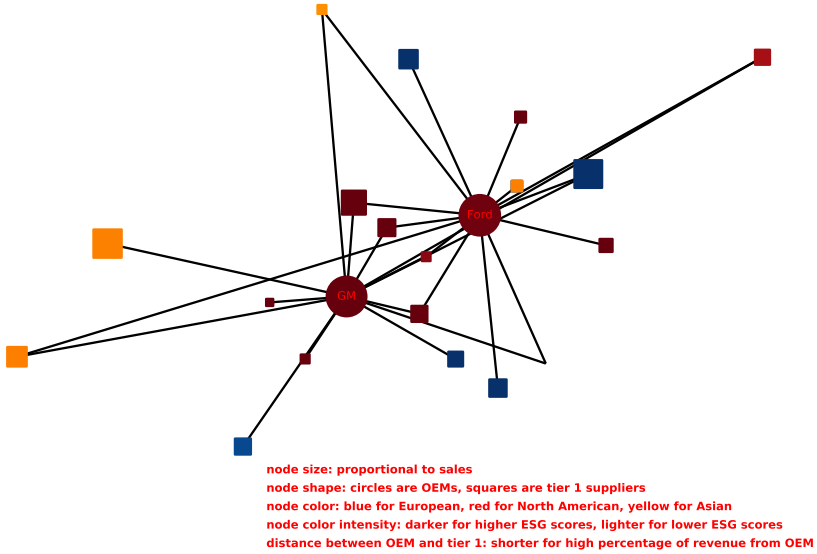 Ford
GM
node size: proportional to sales
node shape: circles are OEMs, squares are tier 1 suppliers
node color: blue for European, red for North American, yellow for Asian
node color intensity: darker for higher ESG scores, lighter for lower ESG scores
distance between OEM and tier 1: shorter for high percentage of revenue from OEM